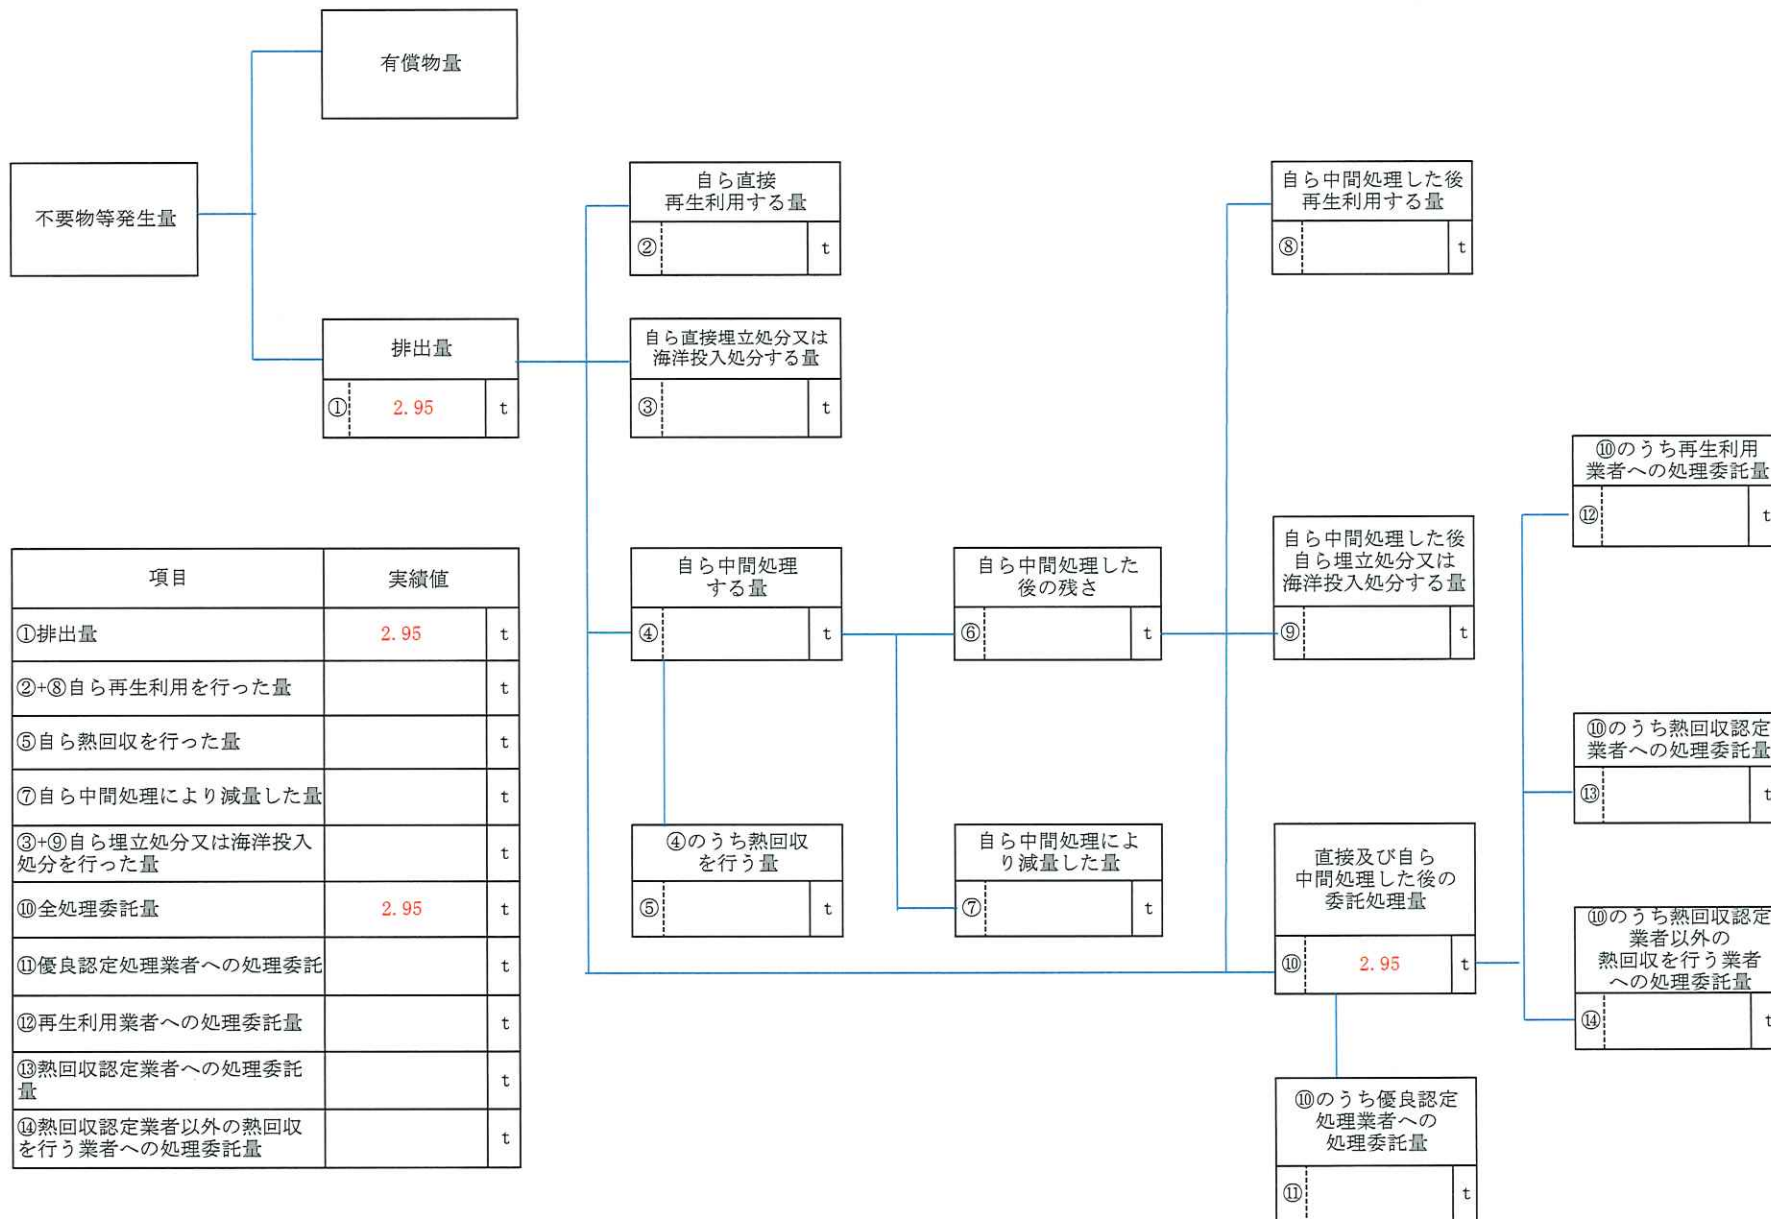 有償物量
不要物等発生量
自ら直接
再生利用する量
② t
自ら中間処理した後
再生利用する量
⑧ t
排出量
① 2.95 t
自ら直接埋立処分又は
海洋投入処分する量
③ t
⑩のうち再生利用
業者への処理委託量
⑫ t
自ら中間処理
する量
④ t
自ら中間処理した
後の残さ
⑥ t
自ら中間処理した後
自ら埋立処分又は
海洋投入処分する量
⑨ t
⑩のうち熱回収認定
業者への処理委託量
⑬ t
④のうち熱回収
を行う量
⑤ t
自ら中間処理によ
り減量した量
⑦ t
直接及び自ら
中間処理した後の
委託処理量
⑩ 2.95 t
⑩のうち熱回収認定
業者以外の
熱回収を行う業者
への処理委託量
⑭ t
⑩のうち優良認定
処理業者への
処理委託量
⑪ t
項目 実績値
①排出量 2.95 t
②+⑧自ら再生利用を行った量 t
⑤自ら熱回収を行った量 t
⑦自ら中間処理により減量した量 t
③+⑨自ら埋立処分又は海洋投入
処分を行った量 t
⑩全処理委託量 2.95 t
⑪優良認定処理業者への処理委託 t
⑫再生利用業者への処理委託量 t
⑬熱回収認定業者への処理委託
量 t
⑭熱回収認定業者以外の熱回収
を行う業者への処理委託量 t